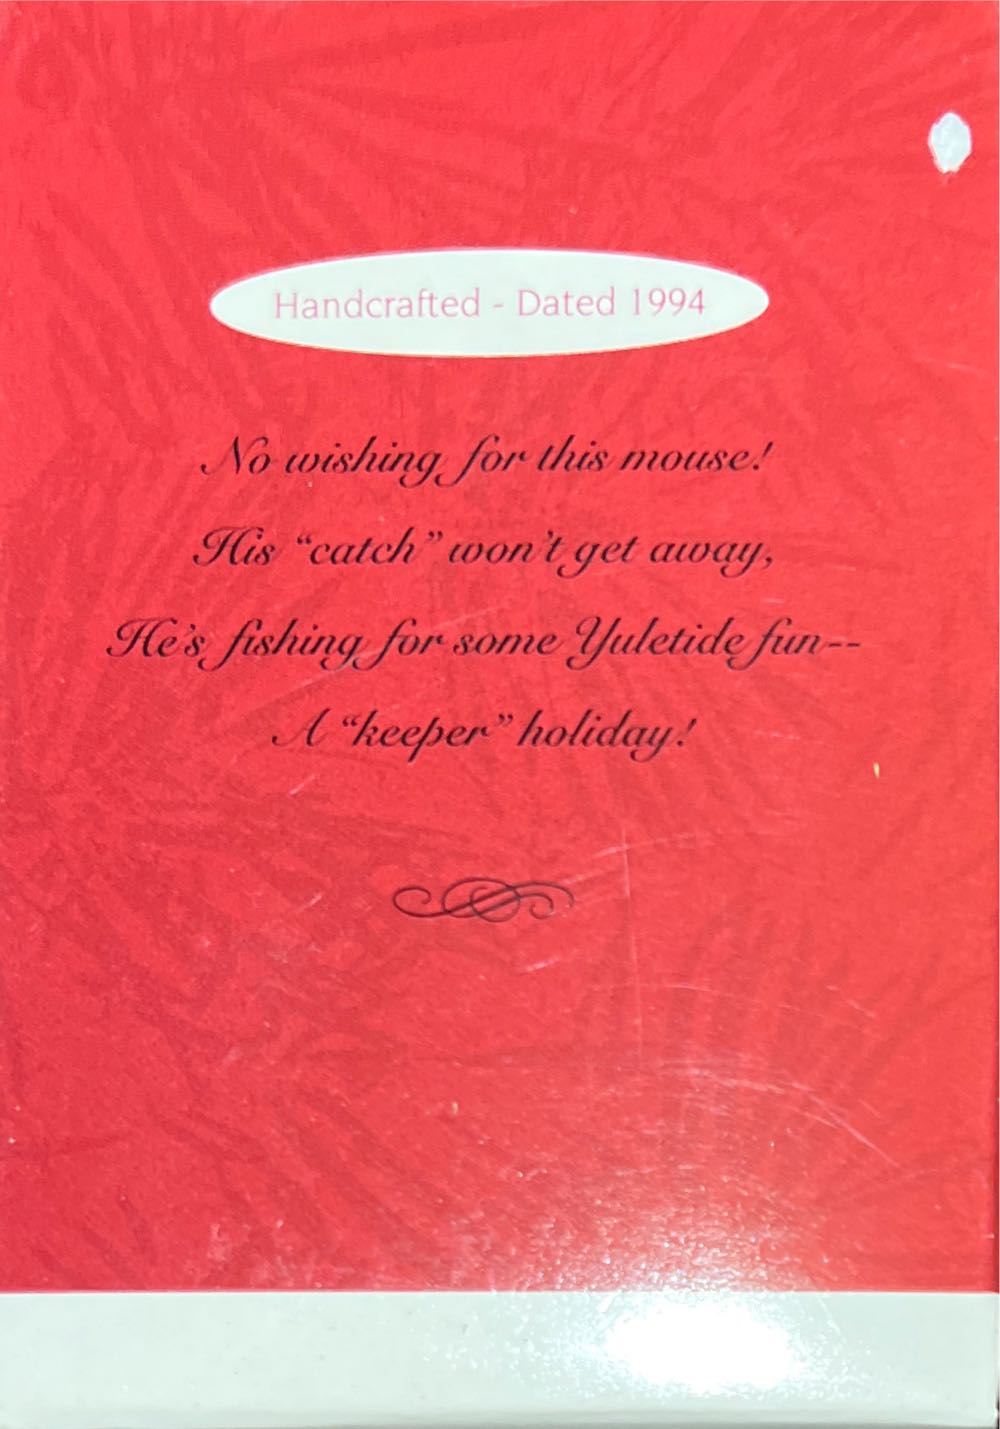 Handcrafted - Dated 1994
No wishing for this mouse!
His “catch” won’t get away,
He’s fishing for some Yuletide fun--
A “keeper” holiday!